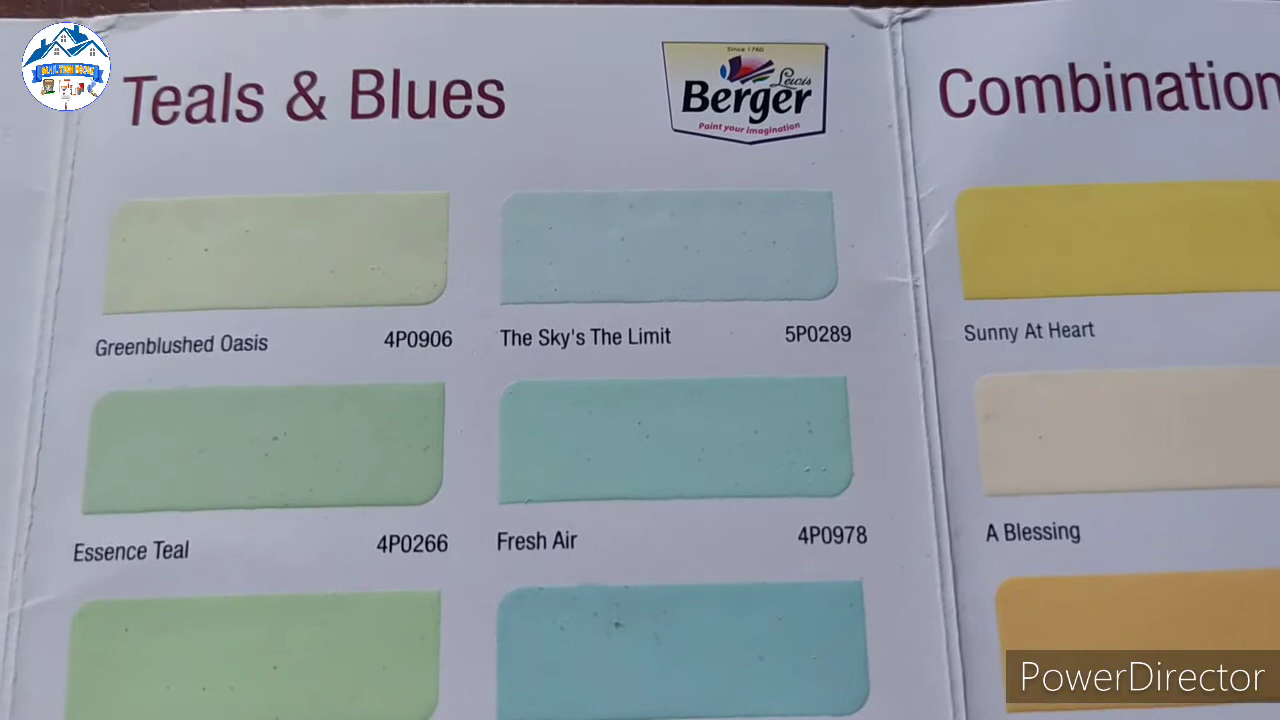 Teals & Blues
Since 1760
Lewis
Berger
Paint your imagination
Combination
Greenblushed Oasis 4P0906
The Sky's The Limit 5P0289
Sunny At Heart
Essence Teal 4P0266
Fresh Air 4P0978
A Blessing
PowerDirector